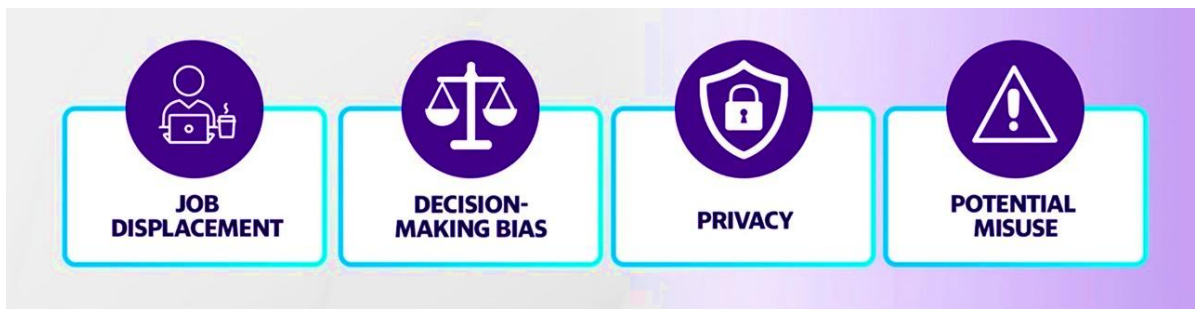 JOB
DISPLACEMENT
DECISION-
MAKING BIAS
PRIVACY
POTENTIAL
MISUSE